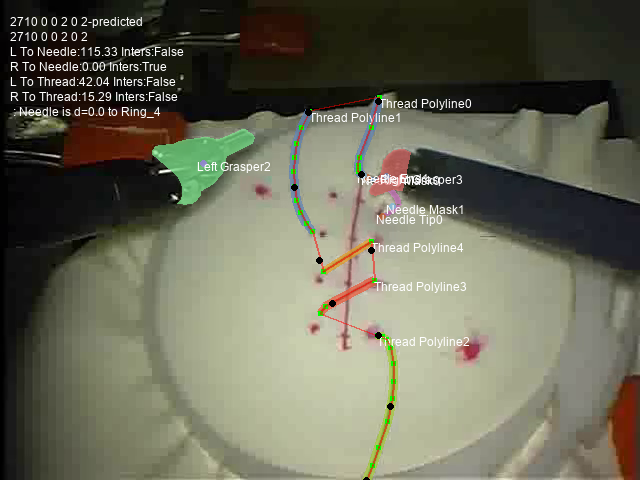 2710 0 0 2 0 2-predicted
2710 0 0 2 0 2
L To Needle:115.33 Inters:False
R To Needle:0.00 Inters:True
L To Thread:42.04 Inters:False
R To Thread:15.29 Inters:False
: Needle is d=0.0 to Ring_4
Thread Polyline0
Thread Polyline1
Left Grasper2
Needle Mask1
Needle Tip0
Thread Polyline4
Thread Polyline3
Thread Polyline2